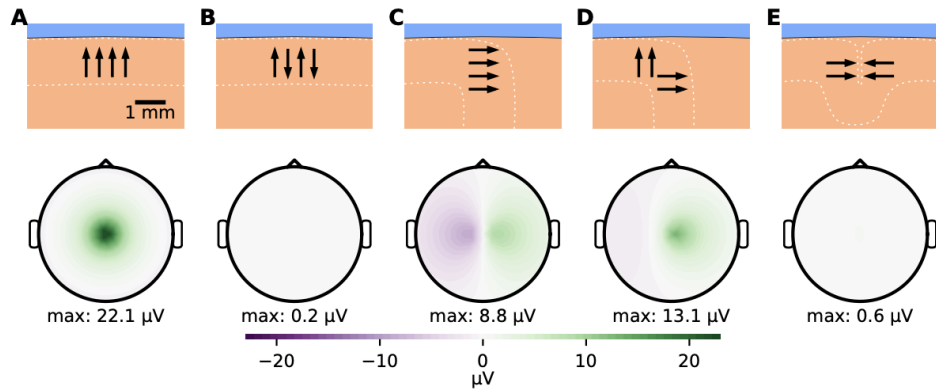 A B C D E
1 mm
max: 22.1 µV max: 0.2 µV max: 8.8 µV max: 13.1 µV max: 0.6 µV
−20 −10 0 10 20
µV